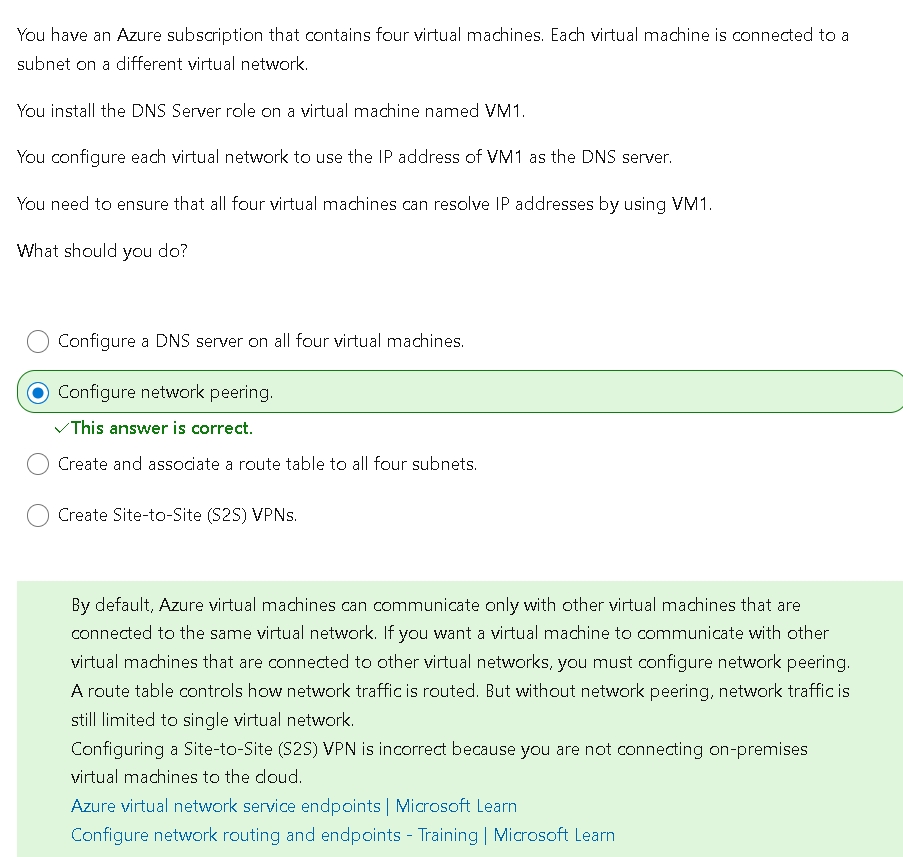 You have an Azure subscription that contains four virtual machines. Each virtual machine is connected to a
subnet on a different virtual network.
You install the DNS Server role on a virtual machine named VM1.
You configure each virtual network to use the IP address of VM1 as the DNS server.
You need to ensure that all four virtual machines can resolve IP addresses by using VM1.
What should you do?
Configure a DNS server on all four virtual machines.
Configure network peering.
✓This answer is correct.
Create and associate a route table to all four subnets.
Create Site-to-Site (S2S) VPNs.
By default, Azure virtual machines can communicate only with other virtual machines that are
connected to the same virtual network. If you want a virtual machine to communicate with other
virtual machines that are connected to other virtual networks, you must configure network peering.
A route table controls how network traffic is routed. But without network peering, network traffic is
still limited to single virtual network.
Configuring a Site-to-Site (S2S) VPN is incorrect because you are not connecting on-premises
virtual machines to the cloud.
Azure virtual network service endpoints | Microsoft Learn
Configure network routing and endpoints - Training | Microsoft Learn